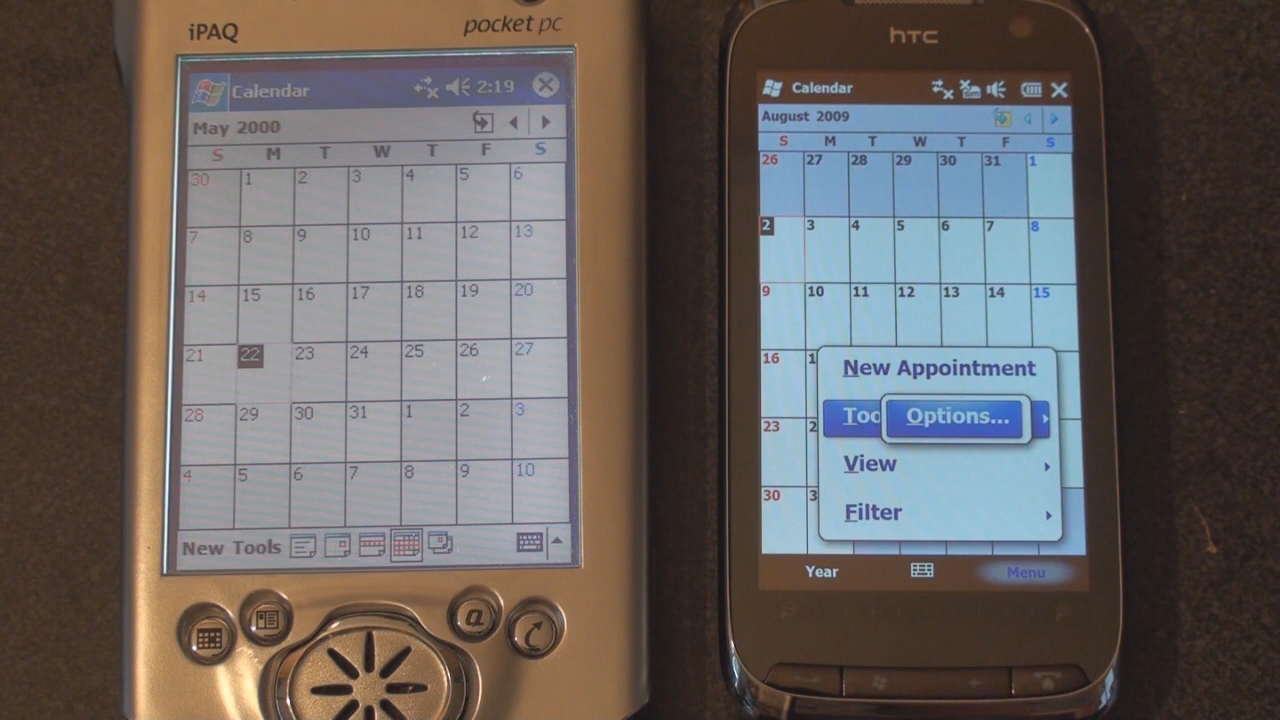 iPAQ pocket pc
Calendar 2:19
May 2000
S M T W T F S
30 1 2 3 4 5 6
7 8 9 10 11 12 13
14 15 16 17 18 19 20
21 22 23 24 25 26 27
28 29 30 31 1 2 3
4 5 6 7 8 9 10
New Tools
Q
hTC
Calendar
August 2009
S M T W T F S
26 27 28 29 30 31 1
2 3 4 5 6 7 8
9 10 11 12 13 14 15
16
23
30
New Appointment
Options...
View
Filter
Year Menu